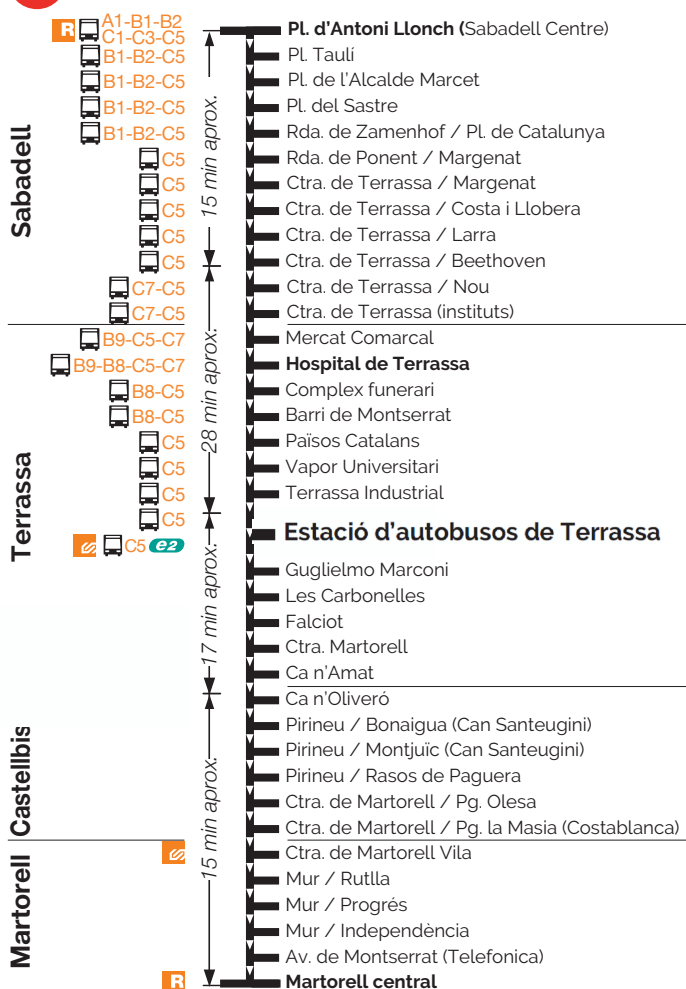 R A1-B1-B2
C1-C3-C5 Pl. d'Antoni Llonch (Sabadell Centre)
B1-B2-C5 Pl. Taulí
B1-B2-C5 Pl. de l'Alcalde Marcet
B1-B2-C5 Pl. del Sastre
B1-B2-C5 Rda. de Zamenhof / Pl. de Catalunya
C5 Rda. de Ponent / Margenat
C5 Ctra. de Terrassa / Margenat
C5 Ctra. de Terrassa / Costa i Llobera
C5 Ctra. de Terrassa / Larra
C5 Ctra. de Terrassa / Beethoven
C7-C5 Ctra. de Terrassa / Nou
C7-C5 Ctra. de Terrassa (instituts)
Sabadell
15 min aprox.
B9-C5-C7 Mercat Comarcal
B9-B8-C5-C7 Hospital de Terrassa
B8-C5 Complex funerari
B8-C5 Barri de Montserrat
C5 Països Catalans
C5 Vapor Universitari
C5 Terrassa Industrial
C5
C5 e2 Estació d'autobusos de Terrassa
28 min aprox.
Terrassa
Guglielmo Marconi
Les Carbonelles
Falciot
Ctra. Martorell
Ca n'Amat
17 min aprox.
Ca n'Oliveró
Pirineu / Bonaigua (Can Santeugini)
Pirineu / Montjuïc (Can Santeugini)
Pirineu / Rasos de Paguera
Ctra. de Martorell / Pg. Olesa
Ctra. de Martorell / Pg. la Masia (Costablanca)
Castellbis
15 min aprox.
Ctra. de Martorell Vila
Mur / Rutlla
Mur / Progrés
Mur / Independència
Av. de Montserrat (Telefonica)
R Martorell central
Martorell